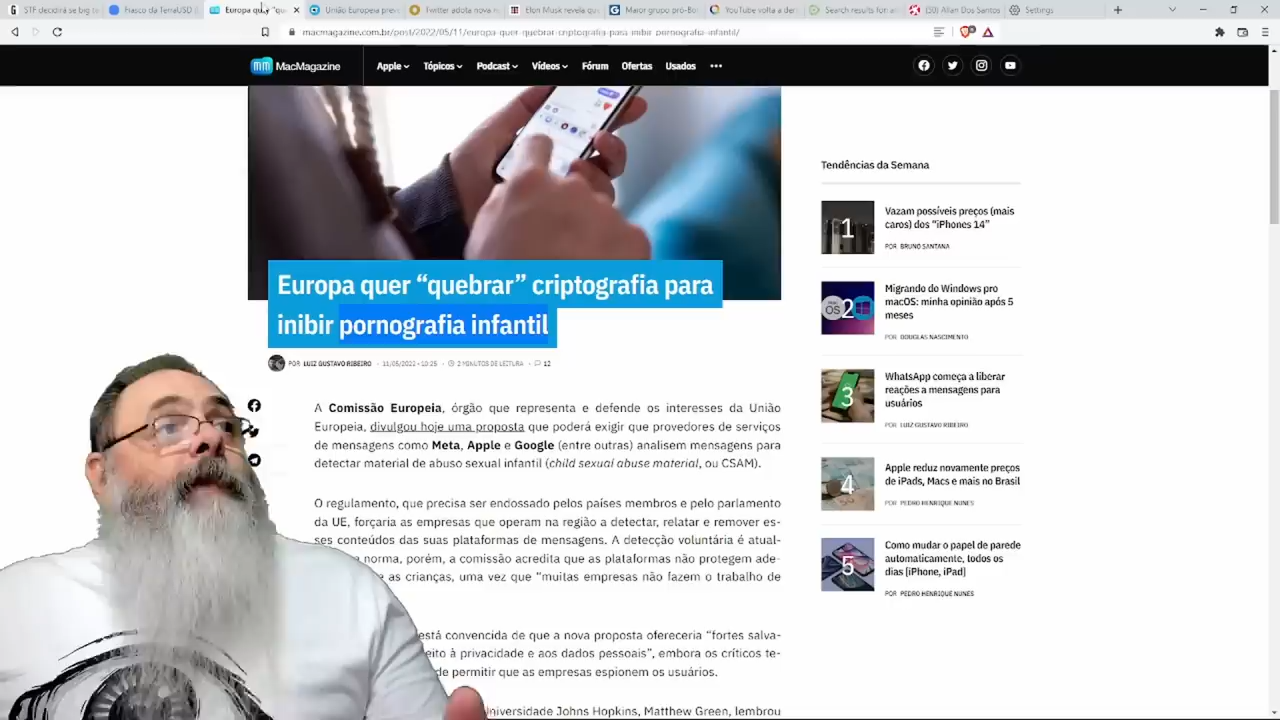 STF decidirá se big te
Fiasco da TerraUSD
Europa quer "qu
União Europeia prev
Twitter adota nova r
Elon Musk revela que
Maior grupo pró-Bols
YouTube volta a der
Search results for: a
(50) Allan Dos Santos
Settings
macmagazine.com.br/post/2022/05/11/europa-quer-quebrar-criptografia-para-inibir-pornografia-infantil/
MacMagazine
Apple
Tópicos
Podcast
Vídeos
Fórum
Ofertas
Usados
Europa quer “quebrar” criptografia para
inibir pornografia infantil
POR LUIZ GUSTAVO RIBEIRO • 11/05/2022 • 10:25 • 2 MINUTOS DE LEITURA • 12
A Comissão Europeia, órgão que representa e defende os interesses da União
Europeia, divulgou hoje uma proposta que poderá exigir que provedores de serviços
de mensagens como Meta, Apple e Google (entre outras) analisem mensagens para
detectar material de abuso sexual infantil (child sexual abuse material, ou CSAM).
O regulamento, que precisa ser endossado pelos países membros e pelo parlamento
da UE, forçaria as empresas que operam na região a detectar, relatar e remover es-
ses conteúdos das suas plataformas de mensagens. A detecção voluntária é atual-
norma, porém, a comissão acredita que as plataformas não protegem ade-
e as crianças, uma vez que “muitas empresas não fazem o trabalho de
está convencida de que a nova proposta ofereceria “fortes salva-
eito à privacidade e aos dados pessoais”, embora os críticos te-
de permitir que as empresas espionem os usuários.
niversidade Johns Hopkins, Matthew Green, lembrou
Tendências da Semana
1
Vazam possíveis preços (mais
caros) dos “iPhones 14”
POR BRUNO SANTANA
2
Migrando do Windows pro
macOS: minha opinião após 5
meses
POR DOUGLAS NASCIMENTO
3
WhatsApp começa a liberar
reações a mensagens para
usuários
POR LUIZ GUSTAVO RIBEIRO
4
Apple reduz novamente preços
de iPads, Macs e mais no Brasil
POR PEDRO HENRIQUE NUNES
5
Como mudar o papel de parede
automaticamente, todos os
dias [iPhone, iPad]
POR PEDRO HENRIQUE NUNES